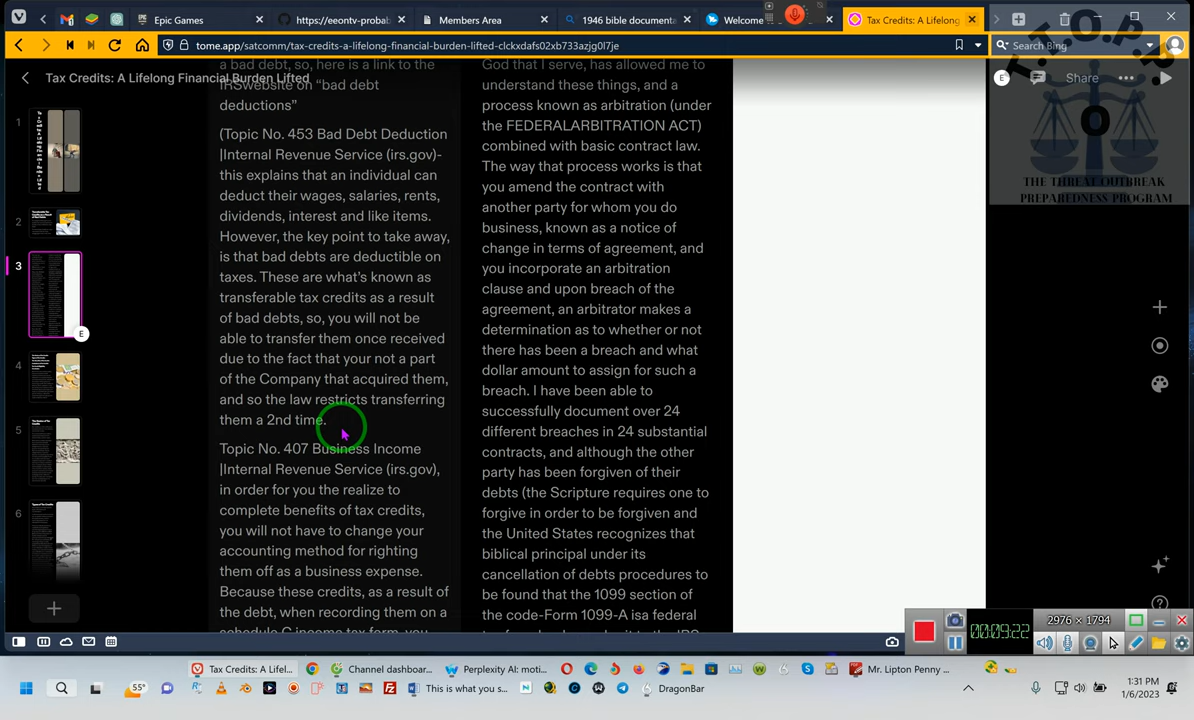 Epic Games
https://eeontv-probab
Members Area
1946 bible documenta
Welcome
Tax Credits: A Lifelong
tome.app/satcomm/tax-credits-a-lifelong-financial-burden-lifted-clckxdafs02xb733azjg0l7je
Search Bing
Tax Credits: A Lifelong Financial Burden Lifted
E
Share
T.O.P.P.
O
THE THREAT OUTBREAK
PREPAREDNESS PROGRAM
1
2
3
E
4
5
6
a bad debt, so, here is a link to the
IRSwebsite on “bad debt
deductions”
(Topic No. 453 Bad Debt Deduction
|Internal Revenue Service (irs.gov)-
this explains that an individual can
deduct their wages, salaries, rents,
dividends, interest and like items.
However, the key point to take away,
is that bad debts are deductible on
taxes. These are what’s known as
transferable tax credits as a result
of bad debts, so, you will not be
able to transfer them once received
due to the fact that your not a part
of the Company that acquired them,
and so the law restricts transferring
them a 2nd time.
Topic No. 407 Business Income
|Internal Revenue Service (irs.gov),
in order for you the realize to
complete benefits of tax credits,
you will not have to change your
accounting method for righting
them off as a business expense.
Because these credits, as a result of
the debt, when recording them on a
schedule C income tax form, you
God that I serve, has allowed me to
understand these things, and a
process known as arbitration (under
the FEDERALARBITRATION ACT)
combined with basic contract law.
The way that process works is that
you amend the contract with
another party for whom you do
business, known as a notice of
change in terms of agreement, and
you incorporate an arbitration
clause and upon breach of the
agreement, an arbitrator makes a
determination as to whether or not
there has been a breach and what
dollar amount to assign for such a
breach. I have been able to
successfully document over 24
different breaches in 24 substantial
contracts, and although the other
party has been forgiven of their
debts (the Scripture requires one to
forgive in order to be forgiven and
the United States recognizes that
biblical principal under its
cancellation of debts procedures to
be found that the 1099 section of
the code-Form 1099-A isa federal
2976 × 1794
00:09:22
Tax Credits: A Lifel...
Channel dashboar...
Perplexity AI: moti...
Mr. Lipton Penny ...
55°
This is what you s...
DragonBar
1:31 PM
1/6/2023